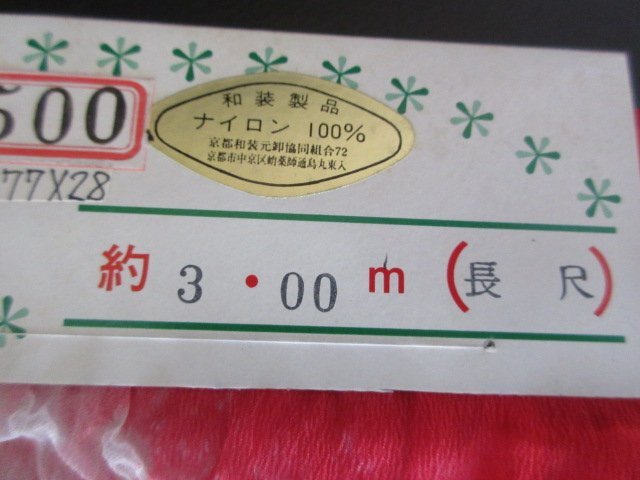 500
和装製品
ナイロン 100%
京都和装元卸協同組合72
京都市中京区蛸薬師通烏丸東入
77X28
約 3・00 m (長 尺)